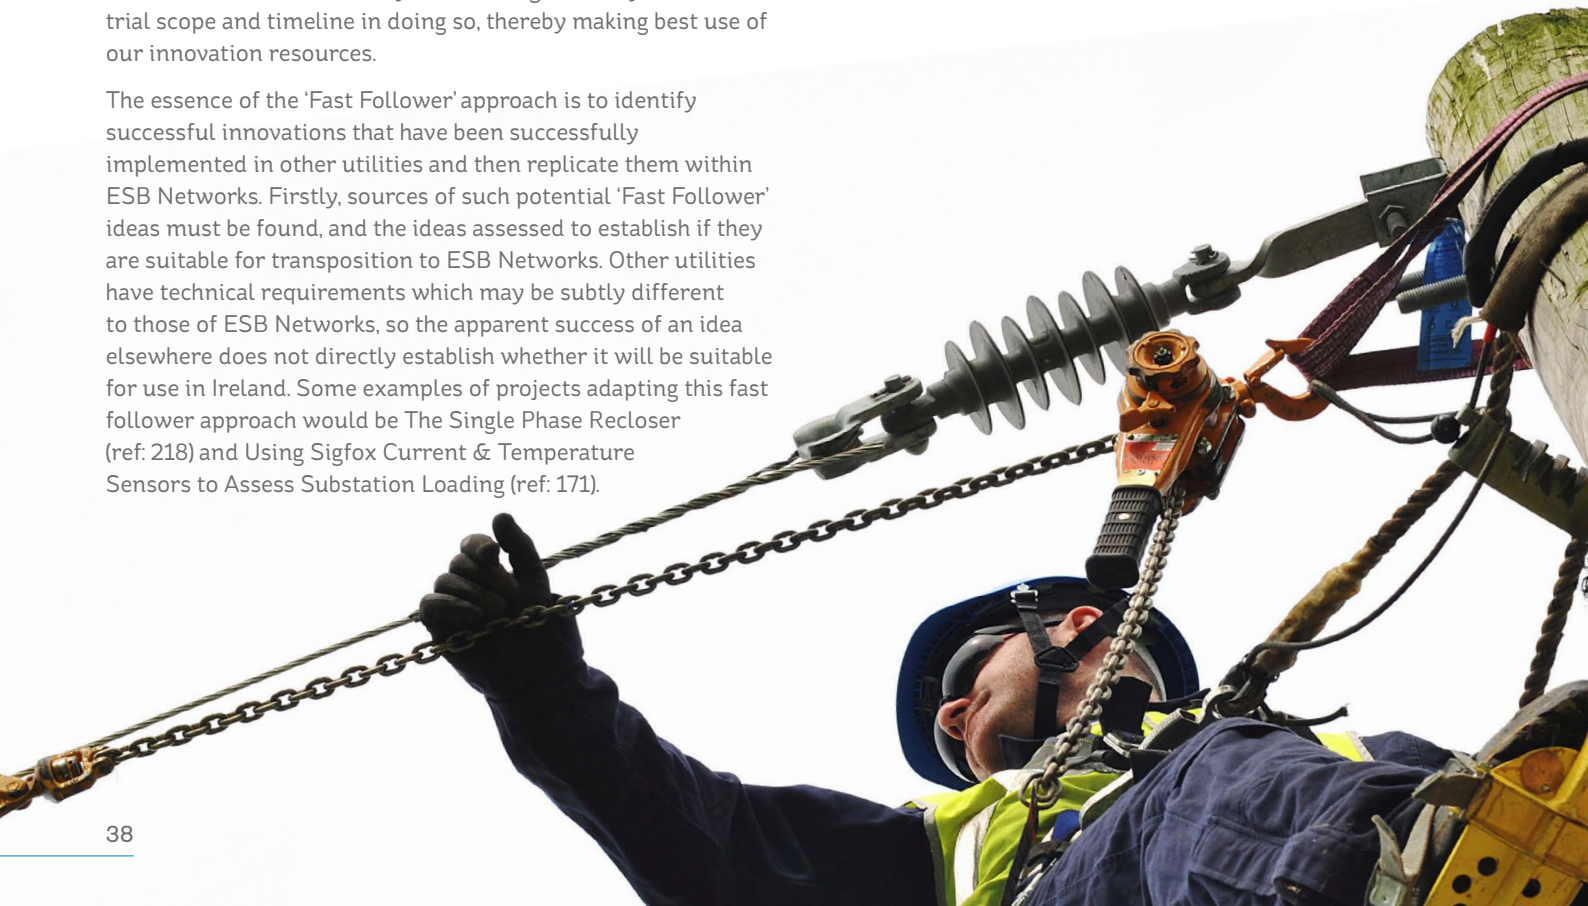 trial scope and timeline in doing so, thereby making best use of
our innovation resources.
The essence of the ‘Fast Follower’ approach is to identify
successful innovations that have been successfully
implemented in other utilities and then replicate them within
ESB Networks. Firstly, sources of such potential ‘Fast Follower’
ideas must be found, and the ideas assessed to establish if they
are suitable for transposition to ESB Networks. Other utilities
have technical requirements which may be subtly different
to those of ESB Networks, so the apparent success of an idea
elsewhere does not directly establish whether it will be suitable
for use in Ireland. Some examples of projects adapting this fast
follower approach would be The Single Phase Recloser
(ref: 218) and Using Sigfox Current & Temperature
Sensors to Assess Substation Loading (ref: 171).
38